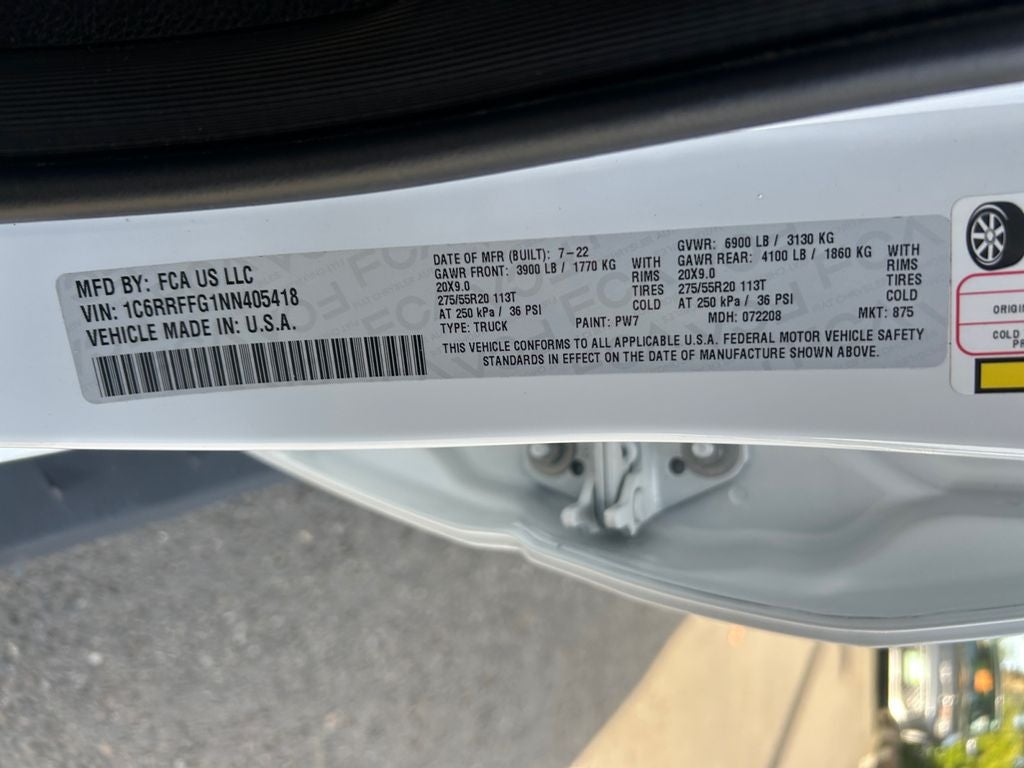 MFD BY: FCA US LLC
VIN: 1C6RRFFG1NN405418
VEHICLE MADE IN: U.S.A.
DATE OF MFR (BUILT): 7-22
GAWR FRONT: 3900 LB / 1770 KG WITH
20X9.0 RIMS
275/55R20 113T TIRES
AT 250 kPa / 36 PSI COLD
TYPE: TRUCK PAINT: PW7
GVWR: 6900 LB / 3130 KG
GAWR REAR: 4100 LB / 1860 KG WITH
20X9.0 RIMS
275/55R20 113T TIRES
AT 250 kPa / 36 PSI COLD
MDH: 072208 MKT: 875
THIS VEHICLE CONFORMS TO ALL APPLICABLE U.S.A. FEDERAL MOTOR VEHICLE SAFETY
STANDARDS IN EFFECT ON THE DATE OF MANUFACTURE SHOWN ABOVE.
COLD